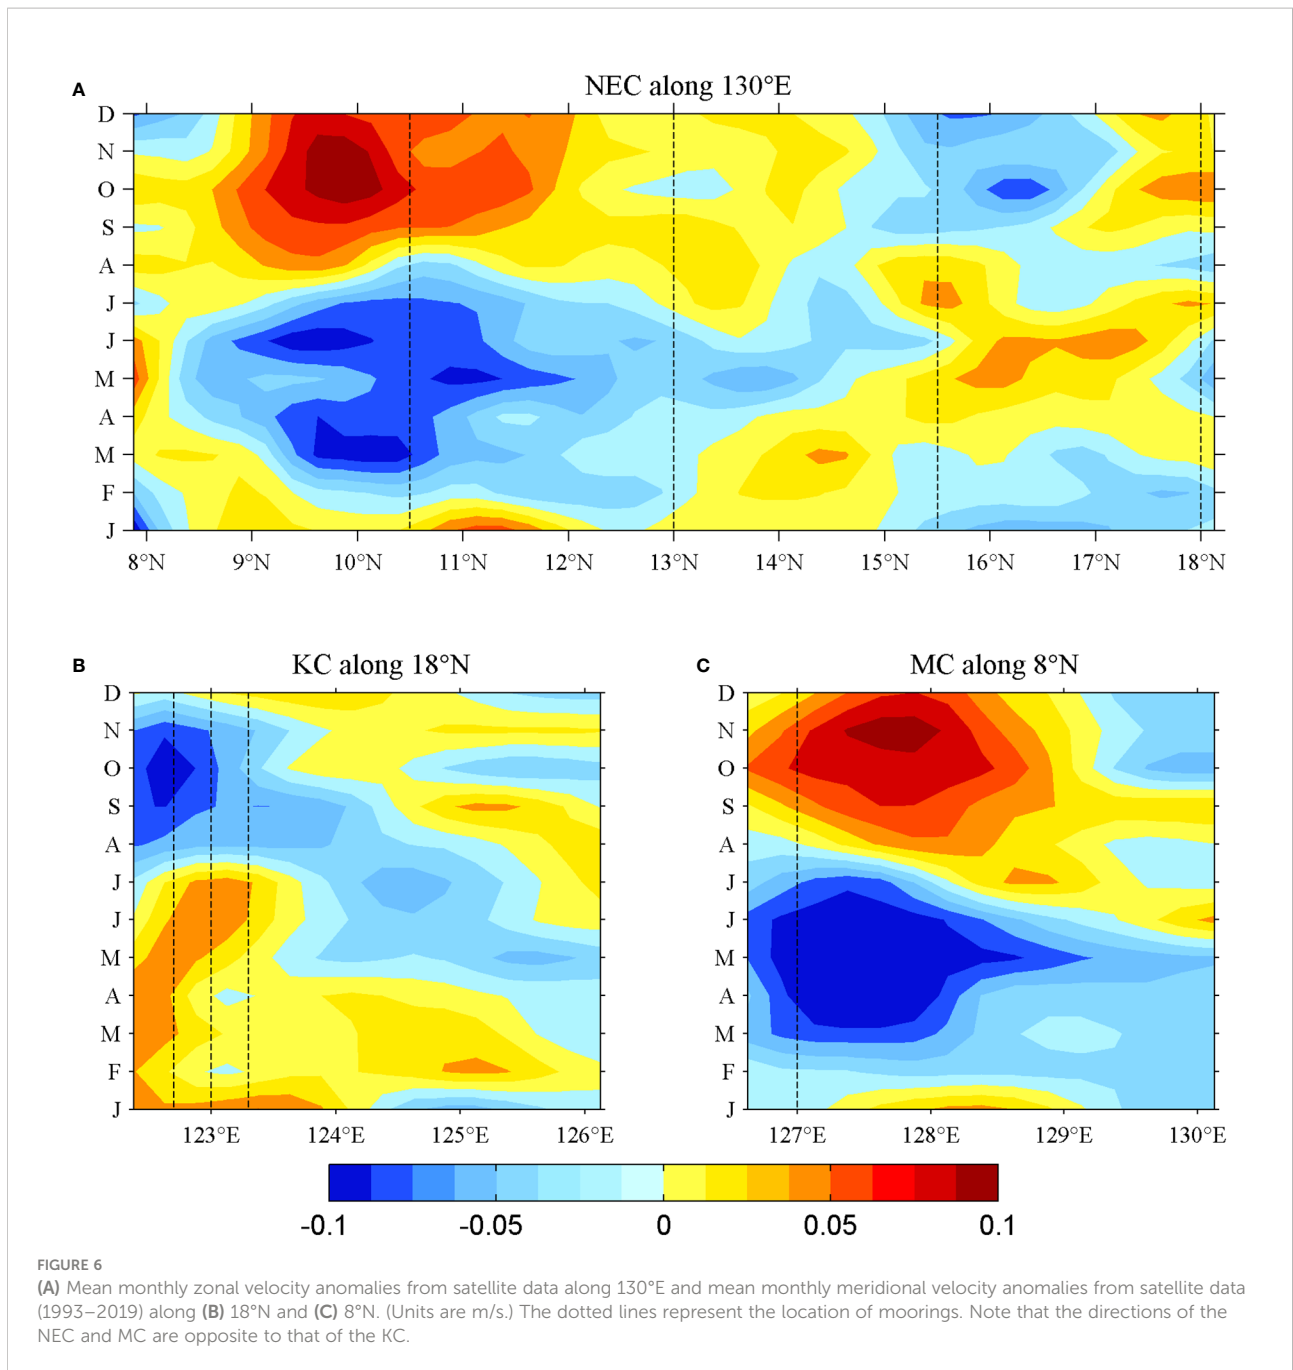 A
NEC along 130°E
D
N
O
S
A
J
J
M
A
M
F
J
8°N 9°N 10°N 11°N 12°N 13°N 14°N 15°N 16°N 17°N 18°N
B
KC along 18°N
D
N
O
S
A
J
J
M
A
M
F
J
123°E 124°E 125°E 126°E
C
MC along 8°N
D
N
O
S
A
J
J
M
A
M
F
J
127°E 128°E 129°E 130°E
-0.1 -0.05 0 0.05 0.1
FIGURE 6
(A) Mean monthly zonal velocity anomalies from satellite data along 130°E and mean monthly meridional velocity anomalies from satellite data
(1993–2019) along (B) 18°N and (C) 8°N. (Units are m/s.) The dotted lines represent the location of moorings. Note that the directions of the
NEC and MC are opposite to that of the KC.